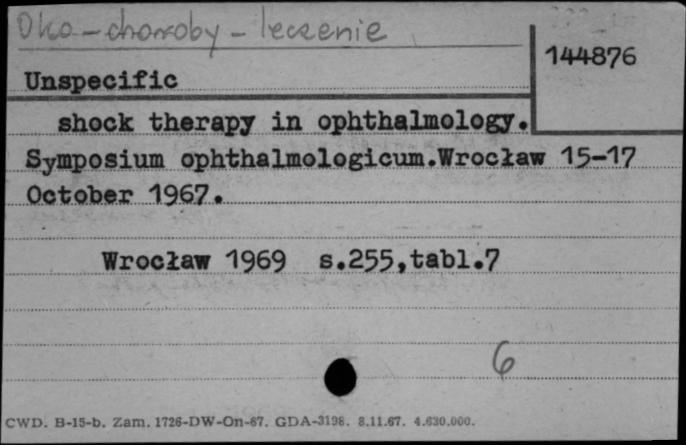 Oko - choroby - leczenie
144876
Unspecific
shock therapy in ophthalmology.
Symposium ophthalmologicum.Wrocław 15-17
October 1967.
Wrocław 1969 s.255,tabl.7
6
CWD. B-15-b. Zam. 1726-DW-On-67. GDA-3198. 8.11.67. 4.630.000.